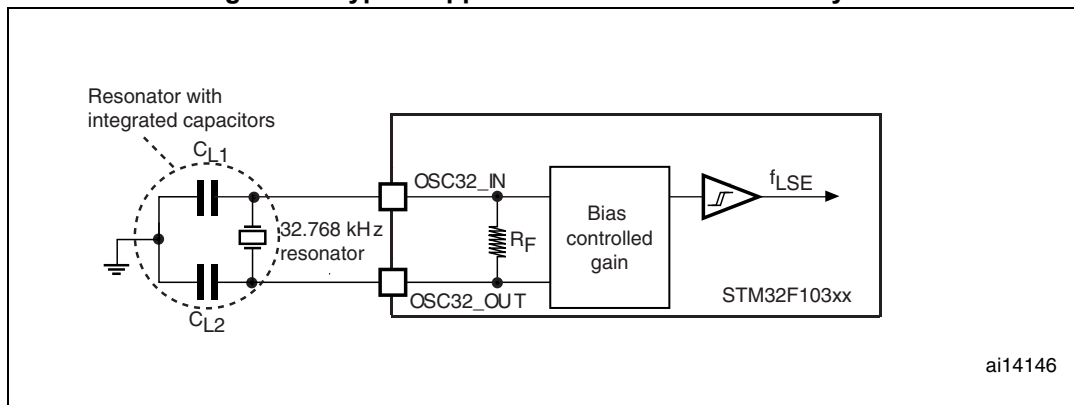 Resonator with
integrated capacitors
CL1
OSC32_IN
fLSE
32.768 kHz
resonator
RF
Bias
controlled
gain
OSC32_OUT
STM32F103xx
CL2
ai14146